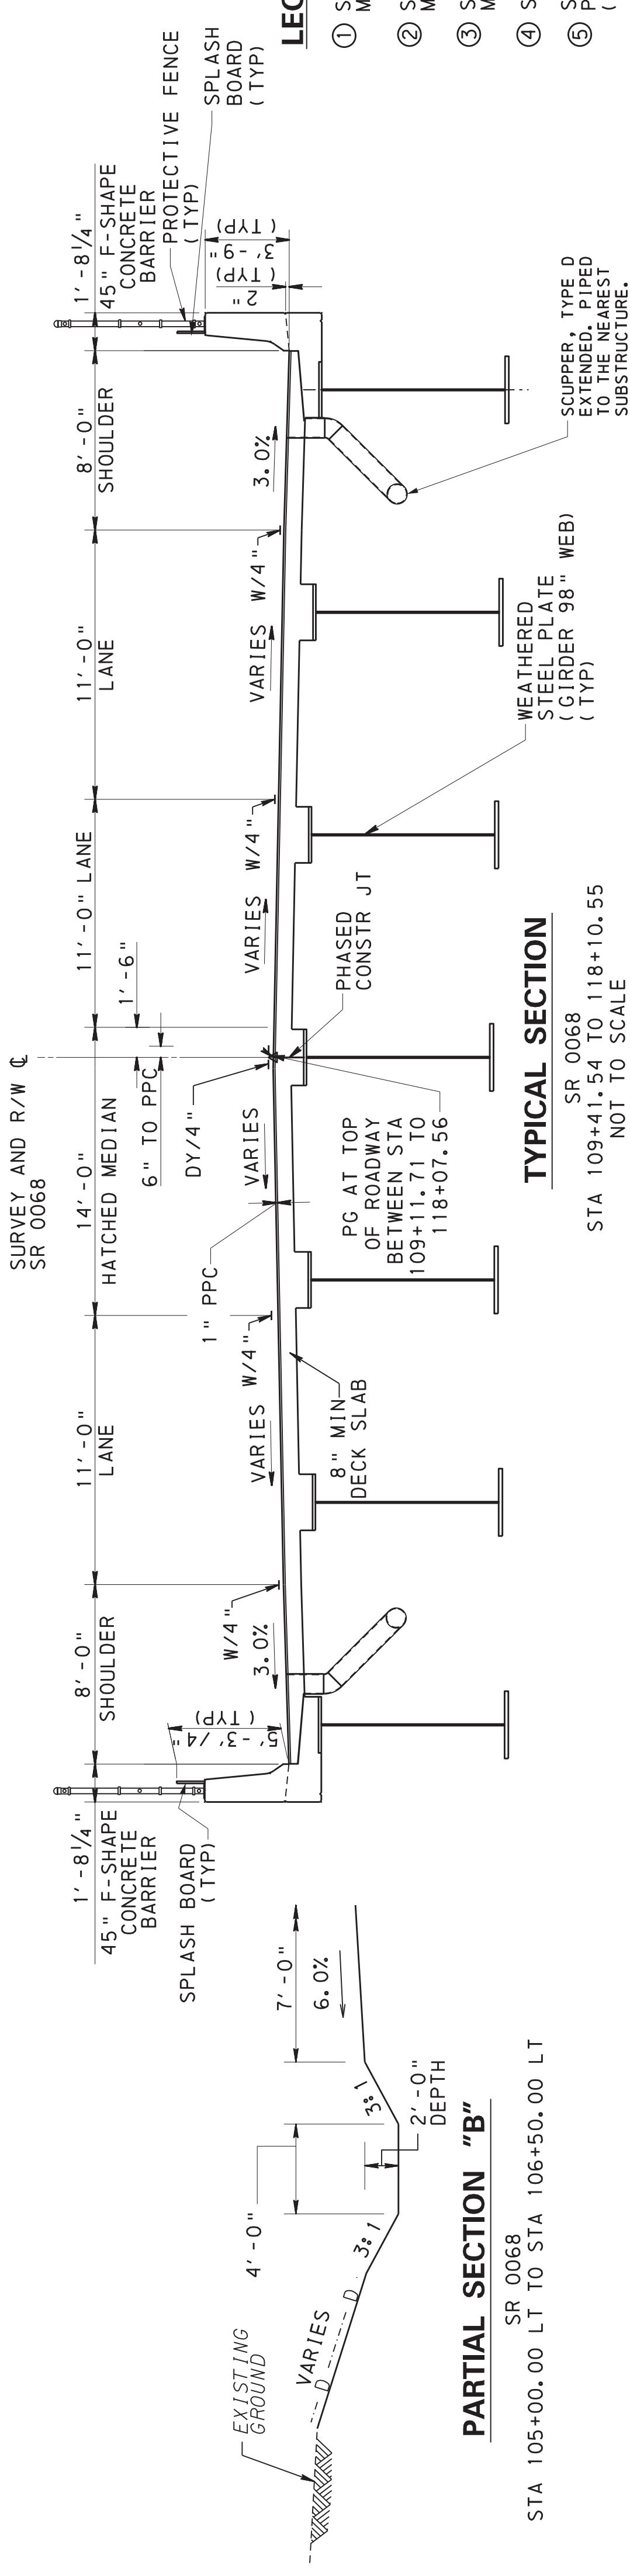 SURVEY AND R/W ℄
SR 0068
1'-8¼"
45" F-SHAPE
CONCRETE
BARRIER
8'-0"
SHOULDER
11'-0"
LANE
14'-0"
HATCHED MEDIAN
1'-6"
6" TO PPC
11'-0" LANE
11'-0"
LANE
8'-0"
SHOULDER
1'-8¼"
45" F-SHAPE
CONCRETE
BARRIER
PROTECTIVE FENCE
(TYP)
SPLASH
BOARD
(TYP)
SPLASH BOARD
(TYP)
5'-3¼"
(TYP)
W/4"
3.0%
VARIES
W/4"
1" PPC
VARIES
DY/4"
VARIES
W/4"
VARIES
W/4"
3.0%
2"
(TYP)
3'-9"
(TYP)
8" MIN
DECK SLAB
PG AT TOP
OF ROADWAY
BETWEEN STA
109+11.71 TO
118+07.56
PHASED
CONSTR JT
WEATHERED
STEEL PLATE
(GIRDER 98" WEB)
(TYP)
SCUPPER, TYPE D
EXTENDED. PIPED
TO THE NEAREST
SUBSTRUCTURE.
TYPICAL SECTION
SR 0068
STA 109+41.54 TO 118+10.55
NOT TO SCALE
EXISTING
GROUND
VARIES
D
D
4'-0"
3:1
3:1
7'-0"
6.0%
2'-0"
DEPTH
PARTIAL SECTION "B"
SR 0068
STA 105+00.00 LT TO STA 106+50.00 LT
1
2
3
4
5